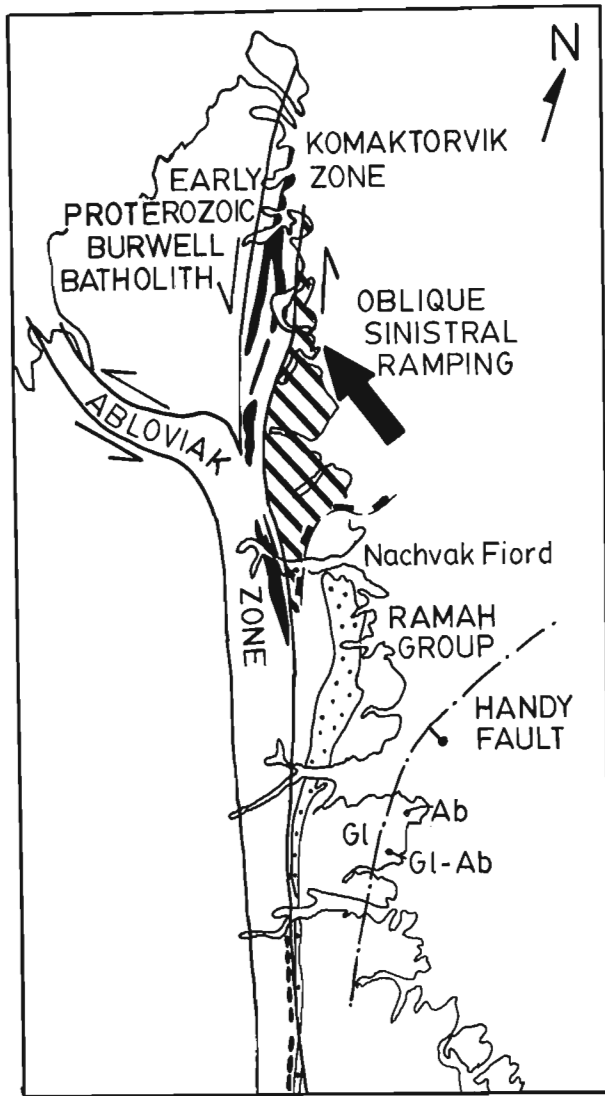 N
KOMAKTORVIK
ZONE
EARLY
PROTEROZOIC
BURWELL
BATHOLITH
OBLIQUE
SINISTRAL
RAMPING
ABLOVIAK
ZONE
Nachvak Fiord
RAMAH
GROUP
HANDY
FAULT
Ab
Gl
Gl-Ab